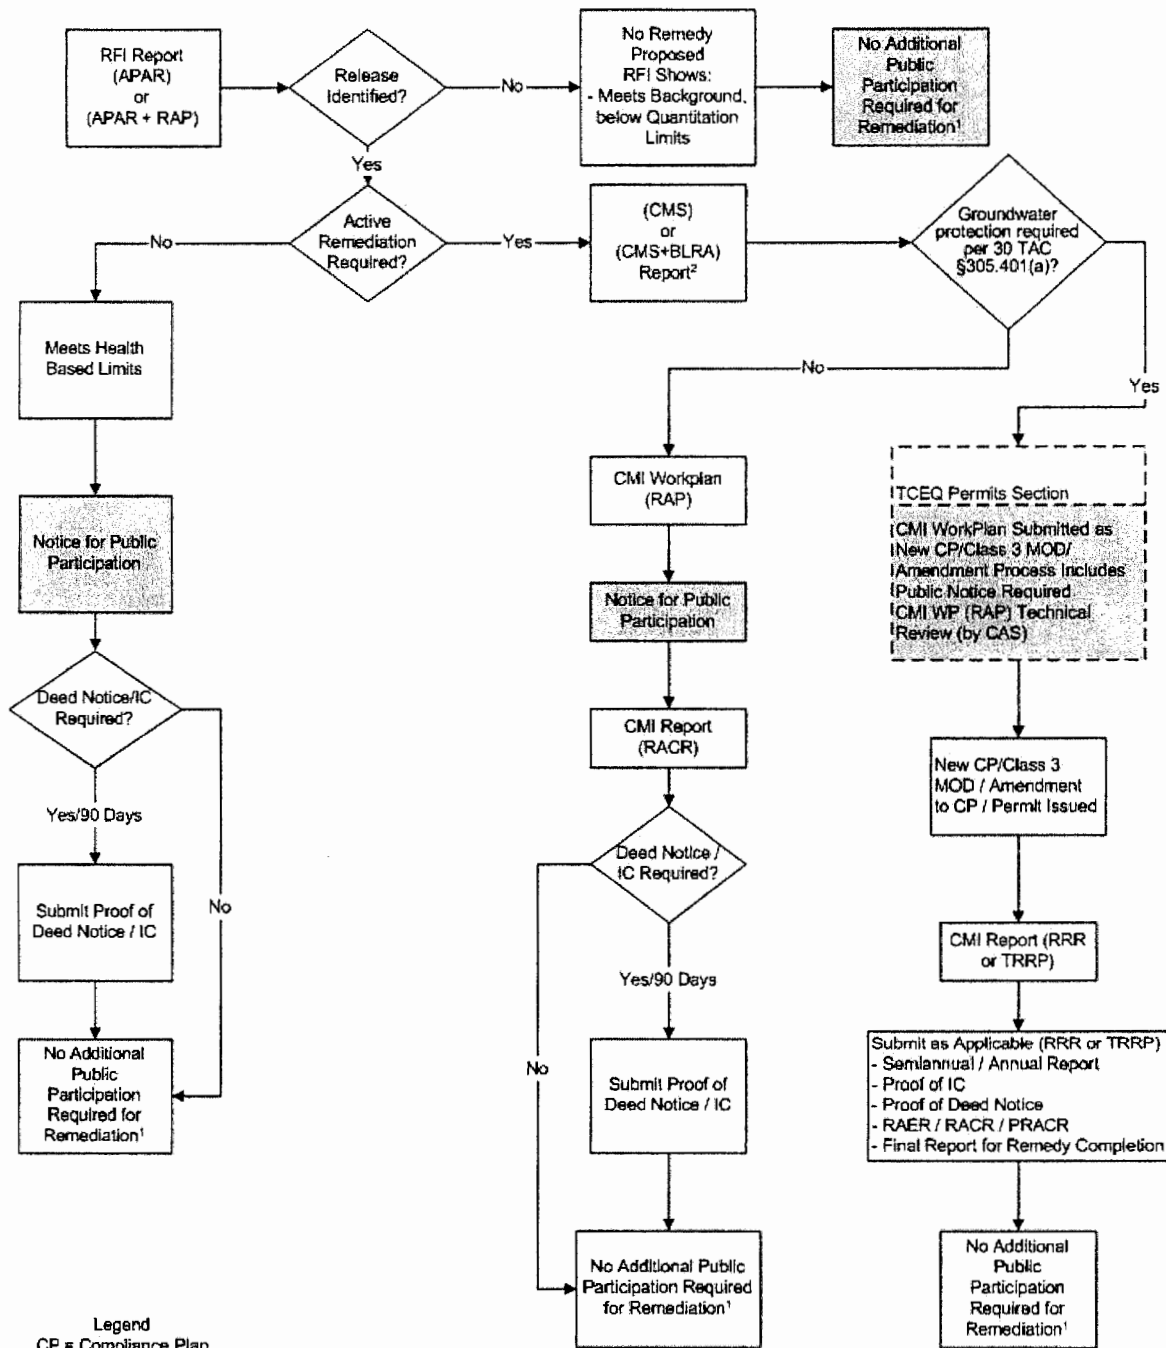 RFI Report
(APAR)
or
(APAR + RAP)
Release
Identified?
No
No Remedy
Proposed
RFI Shows:
- Meets Background,
below Quantitation
Limits
No Additional
Public
Participation
Required for
Remediation¹
Yes
Active
Remediation
Required?
No
Yes
(CMS)
or
(CMS+BLRA)
Report²
Groundwater
protection required
per 30 TAC
§305.401(a)?
No
Yes
Meets Health
Based Limits
Notice for Public
Participation
Deed Notice/IC
Required?
Yes/90 Days
No
Submit Proof of
Deed Notice / IC
No Additional
Public
Participation
Required for
Remediation¹
CMI Workplan
(RAP)
Notice for Public
Participation
CMI Report
(RACR)
Deed Notice /
IC Required?
Yes/90 Days
No
Submit Proof of
Deed Notice / IC
No Additional Public
Participation Required
for Remediation¹
TCEQ Permits Section
CMI WorkPlan Submitted as
New CP/Class 3 MOD/
Amendment Process Includes
Public Notice Required
CMI WP (RAP) Technical
Review (by CAS)
New CP/Class 3
MOD / Amendment
to CP / Permit Issued
CMI Report (RRR
or TRRP)
Submit as Applicable (RRR or TRRP)
- Semiannual / Annual Report
- Proof of IC
- Proof of Deed Notice
- RAER / RACR / PRACR
- Final Report for Remedy Completion
No Additional
Public
Participation
Required for
Remediation¹
Legend
CP = Compliance Plan